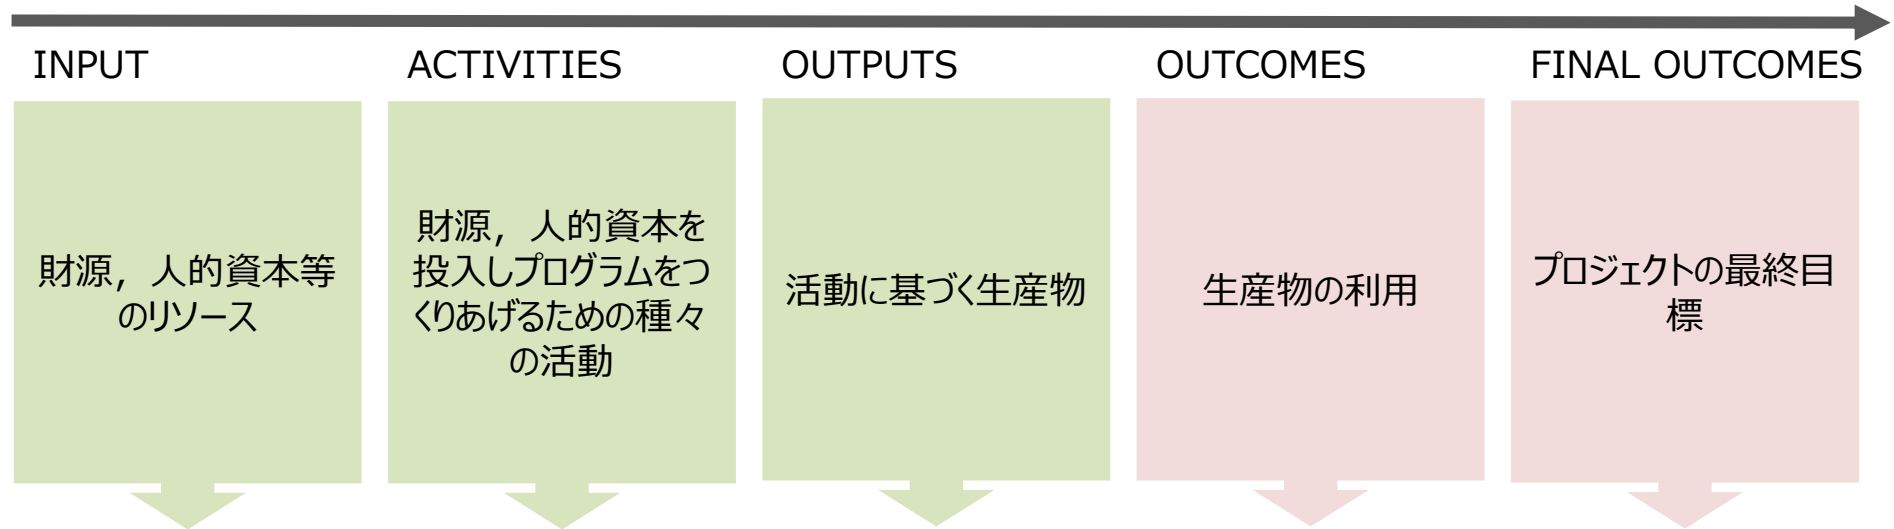 INPUT
ACTIVITIES
OUTPUTS
OUTCOMES
FINAL OUTCOMES
財源，人的資本等
のリソース
財源，人的資本を
投入しプログラムをつ
くりあげるための種々
の活動
活動に基づく生産物
生産物の利用
プロジェクトの最終目
標